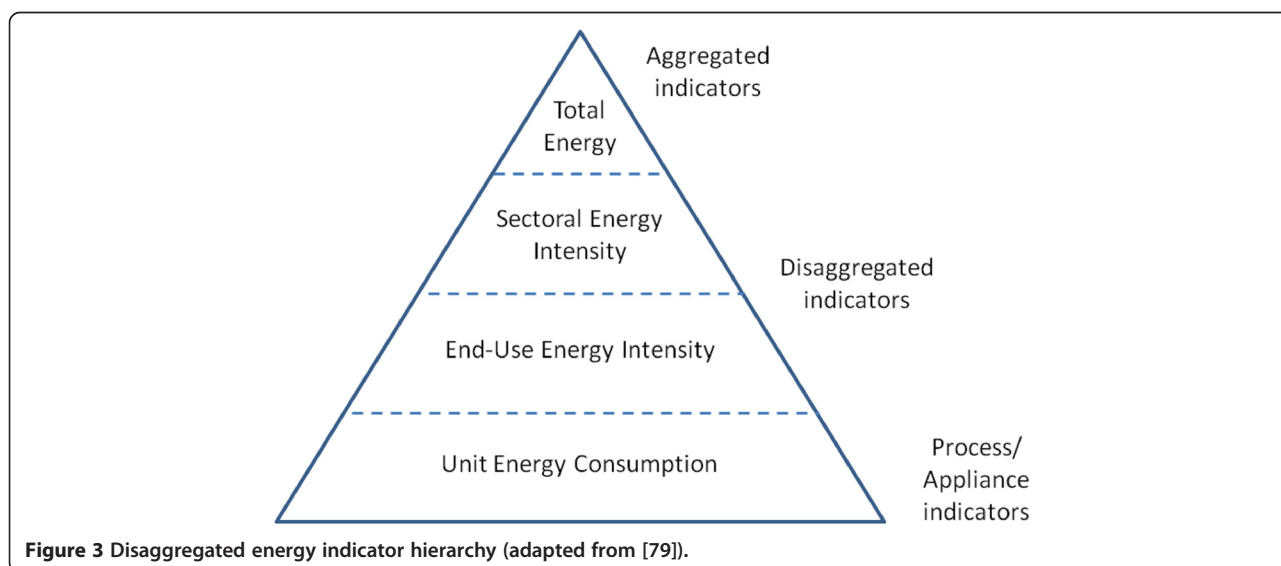 Aggregated
indicators
Total
Energy
Sectoral Energy
Intensity
Disaggregated
indicators
End-Use Energy Intensity
Unit Energy Consumption
Process/
Appliance
indicators
Figure 3 Disaggregated energy indicator hierarchy (adapted from [79]).